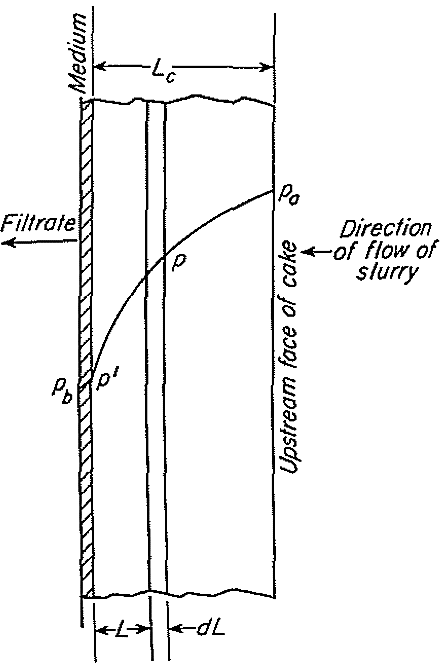 Medium
L_c
p_a
Filtrate
Direction
of flow of
slurry
p
Upstream face of cake
p_b
p'
L
dL